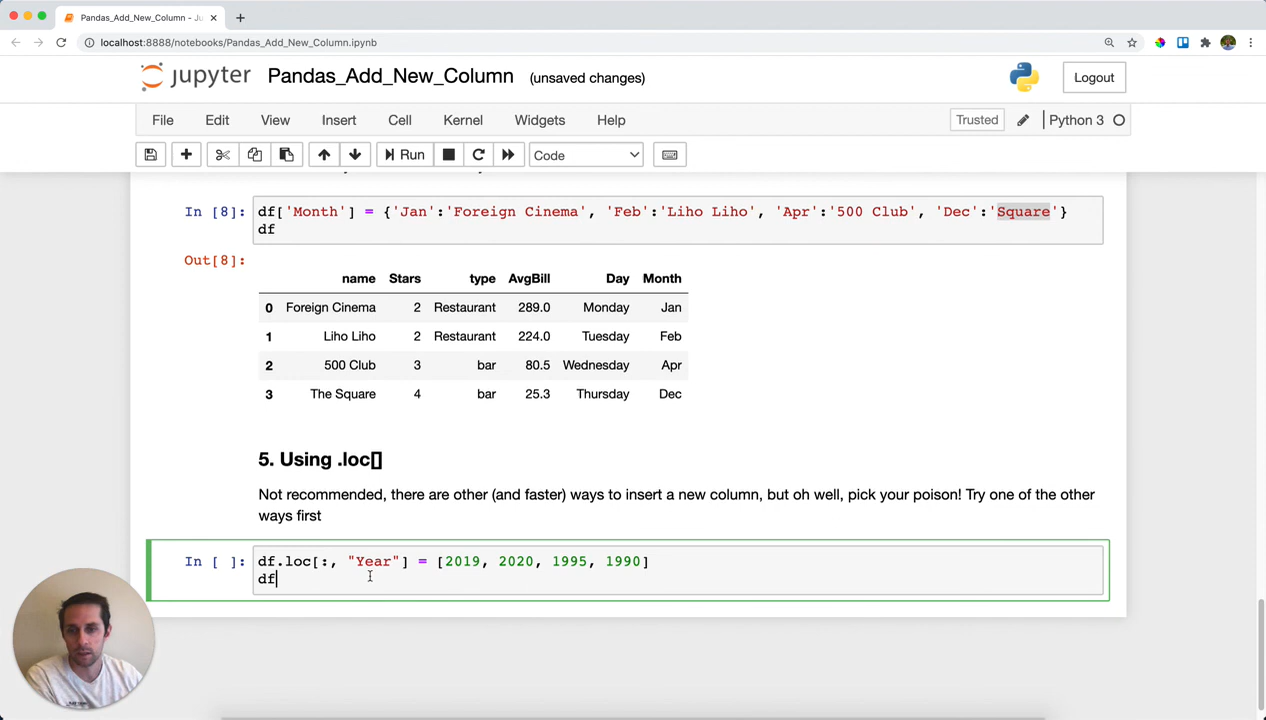 Pandas_Add_New_Column - Ju
localhost:8888/notebooks/Pandas_Add_New_Column.ipynb
jupyter Pandas_Add_New_Column (unsaved changes) Logout
File Edit View Insert Cell Kernel Widgets Help Trusted Python 3
Run Code
In [8]: df['Month'] = {'Jan':'Foreign Cinema', 'Feb':'Liho Liho', 'Apr':'500 Club', 'Dec':'Square'}
df
Out[8]:
name Stars type AvgBill Day Month
0 Foreign Cinema 2 Restaurant 289.0 Monday Jan
1 Liho Liho 2 Restaurant 224.0 Tuesday Feb
2 500 Club 3 bar 80.5 Wednesday Apr
3 The Square 4 bar 25.3 Thursday Dec
5. Using .loc[]
Not recommended, there are other (and faster) ways to insert a new column, but oh well, pick your poison! Try one of the other
ways first
In [ ]: df.loc[:, "Year"] = [2019, 2020, 1995, 1990]
df